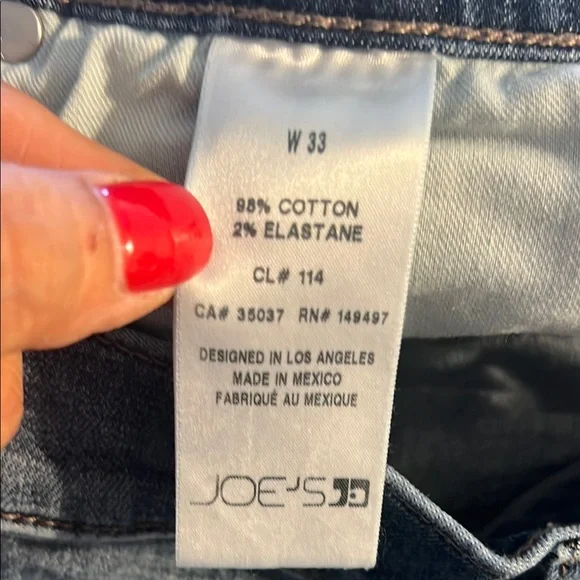 W 33
98% COTTON
2% ELASTANE
CL# 114
CA# 35037 RN# 149497
DESIGNED IN LOS ANGELES
MADE IN MEXICO
FABRIQUÉ AU MEXIQUE
JOE'S